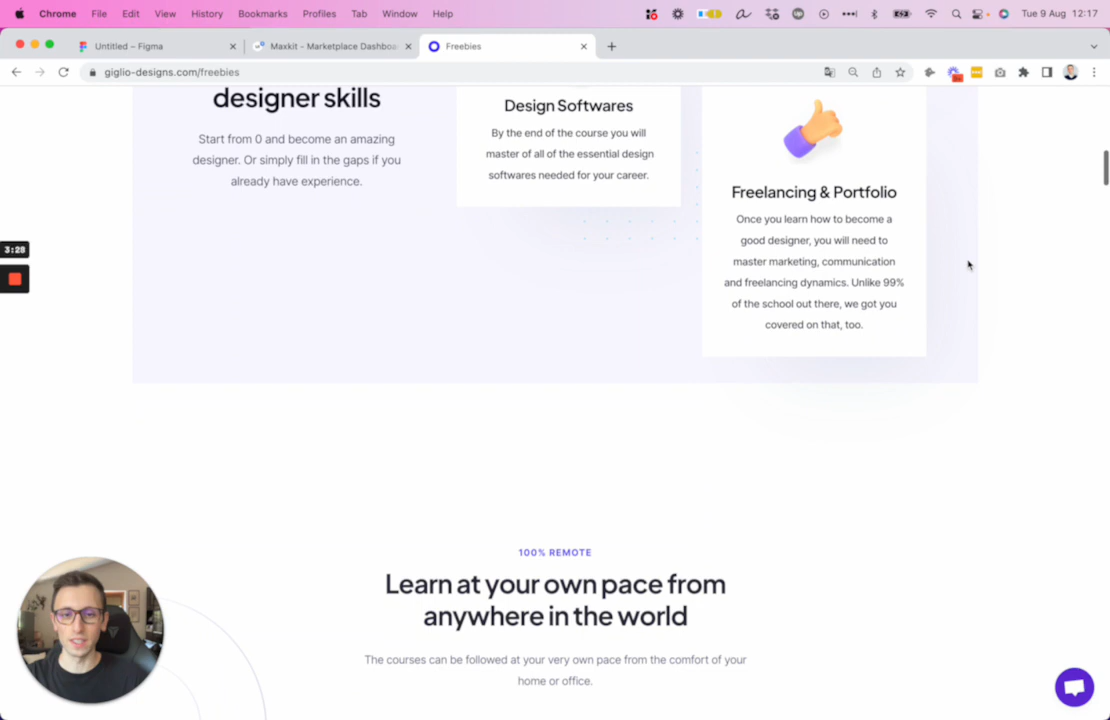 Chrome File Edit View History Bookmarks Profiles Tab Window Help Tue 9 Aug 12:17
Untitled – Figma Maxkit - Marketplace Dashboa Freebies
giglio-designs.com/freebies
designer skills
Start from 0 and become an amazing
designer. Or simply fill in the gaps if you
already have experience.
Design Softwares
By the end of the course you will
master of all of the essential design
softwares needed for your career.
Freelancing & Portfolio
Once you learn how to become a
good designer, you will need to
master marketing, communication
and freelancing dynamics. Unlike 99%
of the school out there, we got you
covered on that, too.
3:28
100% REMOTE
Learn at your own pace from
anywhere in the world
The courses can be followed at your very own pace from the comfort of your
home or office.